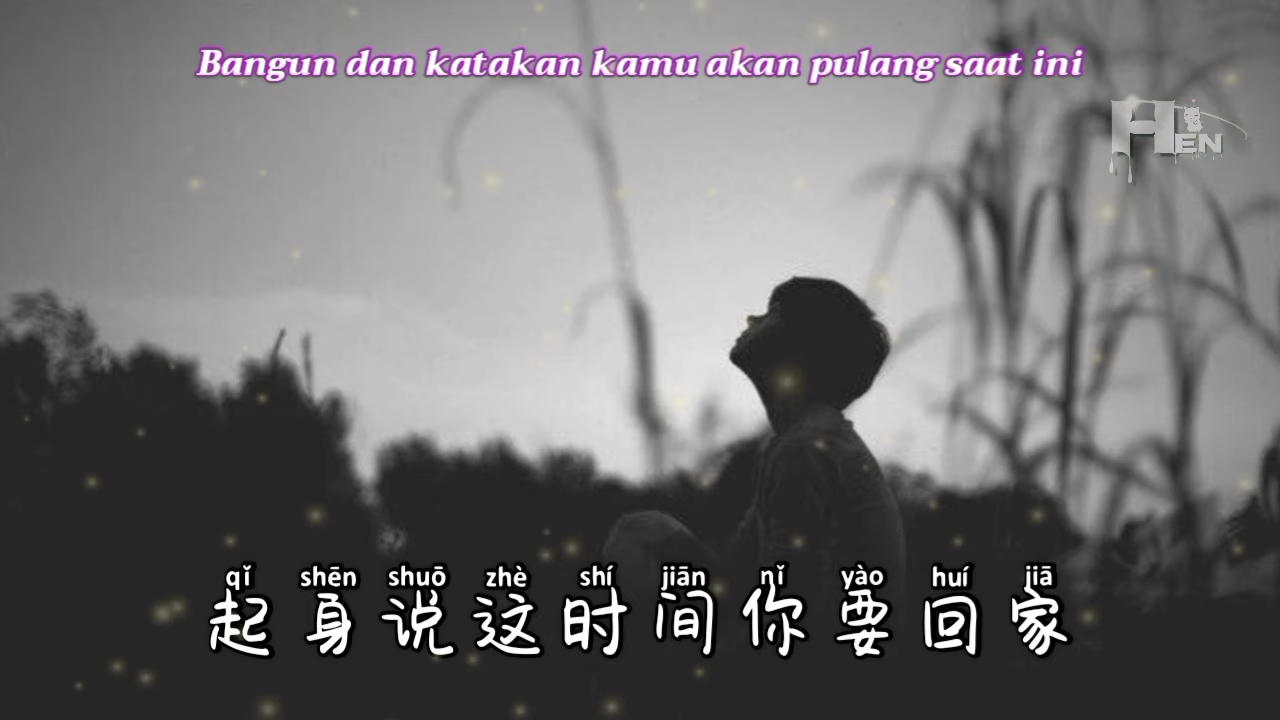 Bangun dan katakan kamu akan pulang saat ini
HEN
qǐ shēn shuō zhè shí jiān nǐ yào huí jiā
起身说这时间你要回家